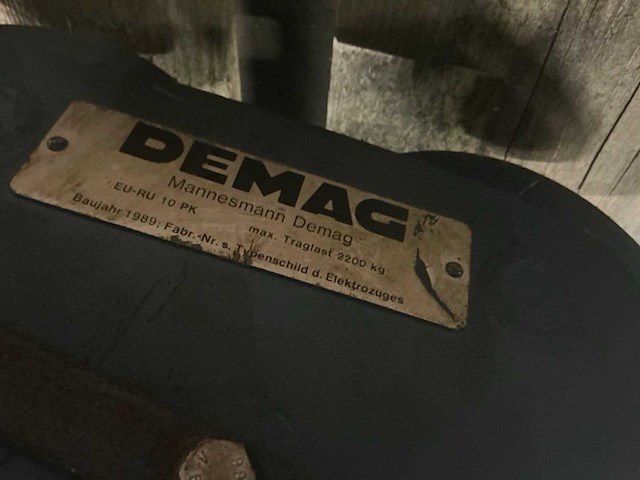 DEMAG
Mannesmann Demag
EU-RU 10 PK max. Traglast 2200 kg
Baujahr 1989; Fabr.-Nr. s. Typenschild d. Elektrozuges